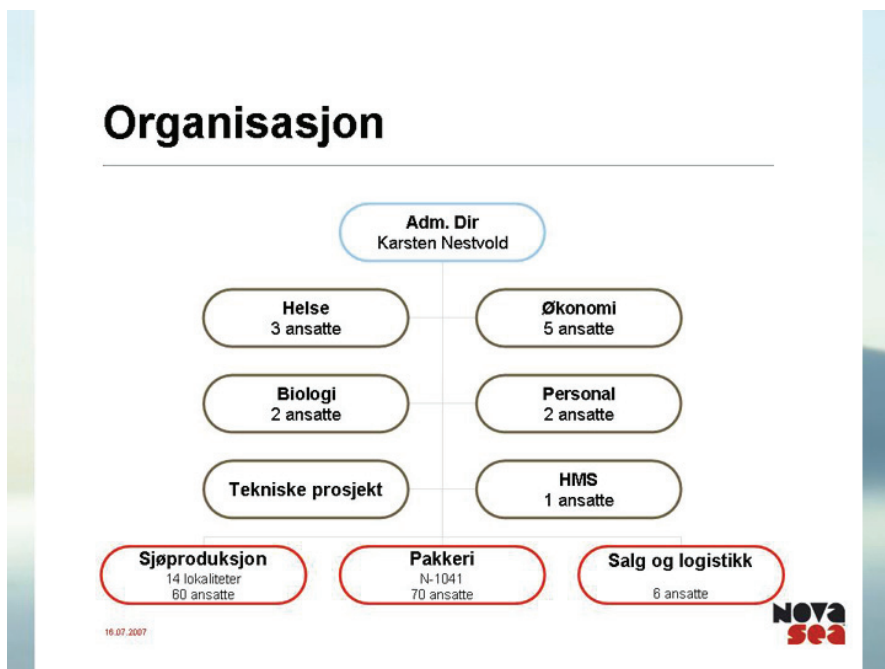 Organisasjon
Adm. Dir
Karsten Nestvold
Helse
3 ansatte
Økonomi
5 ansatte
Biologi
2 ansatte
Personal
2 ansatte
Tekniske prosjekt
HMS
1 ansatte
Sjøproduksjon
14 lokaliteter
60 ansatte
Pakkeri
N-1041
70 ansatte
Salg og logistikk
6 ansatte
16.07.2007
NOVA
sea